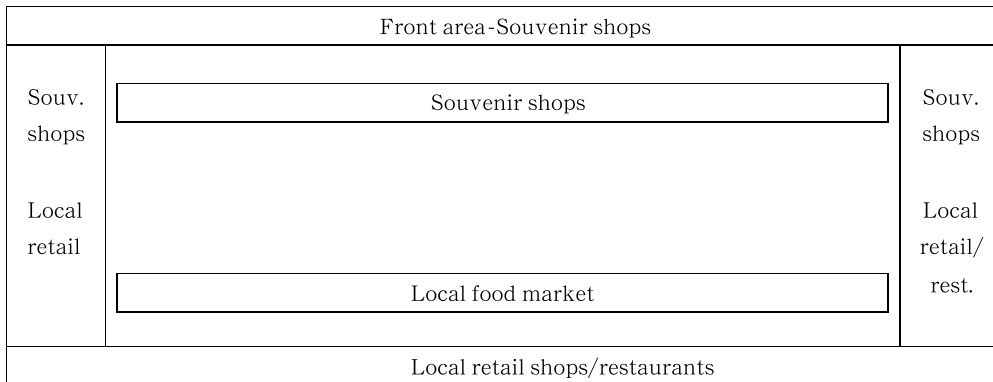 Front area-Souvenir shops
Souv.
shops
Local
retail
Souvenir shops
Local food market
Souv.
shops
Local
retail/
rest.
Local retail shops/restaurants